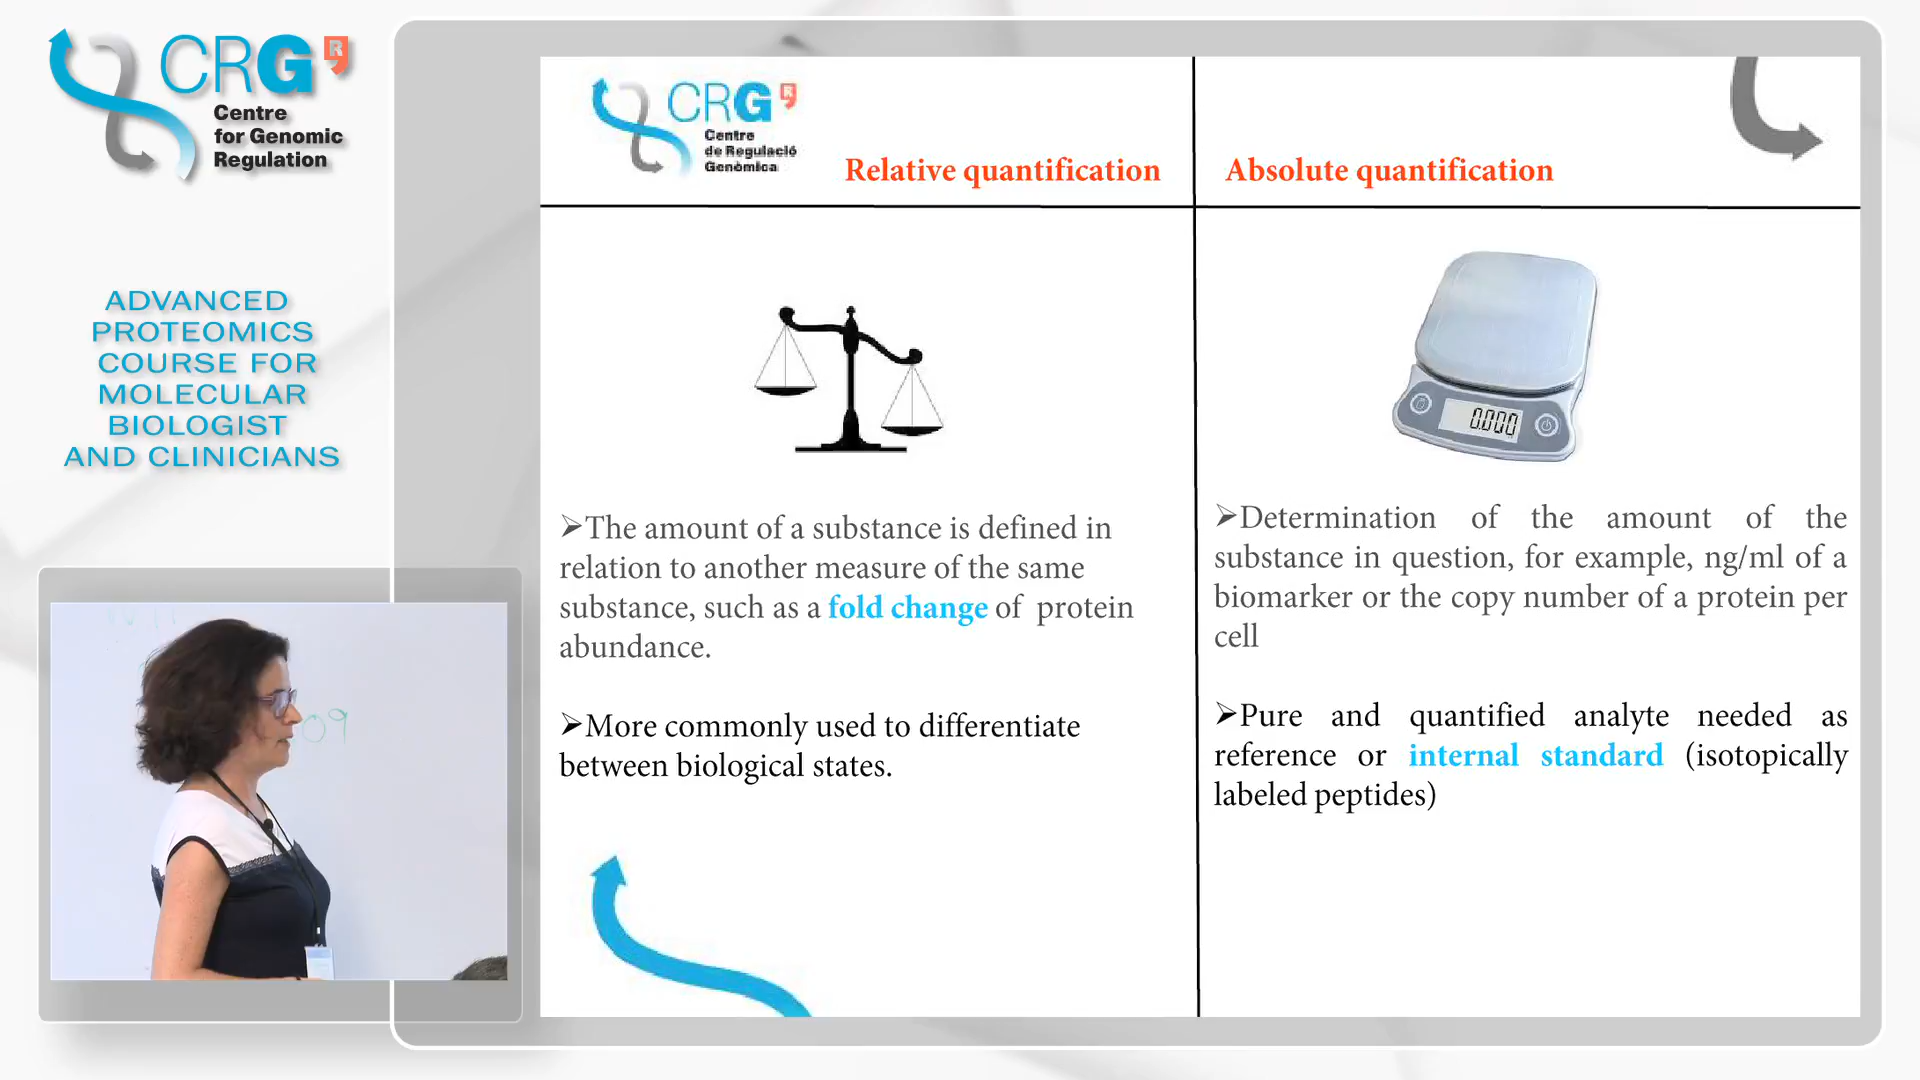 CRG R
Centre
for Genomic
Regulation
ADVANCED
PROTEOMICS
COURSE FOR
MOLECULAR
BIOLOGIST
AND CLINICIANS
CRG R
Centre
de Regulació
Genòmica
Relative quantification
Absolute quantification
0.000
➢The amount of a substance is defined in
relation to another measure of the same
substance, such as a fold change of protein
abundance.
➢More commonly used to differentiate
between biological states.
➢Determination of the amount of the
substance in question, for example, ng/ml of a
biomarker or the copy number of a protein per
cell
➢Pure and quantified analyte needed as
reference or internal standard (isotopically
labeled peptides)